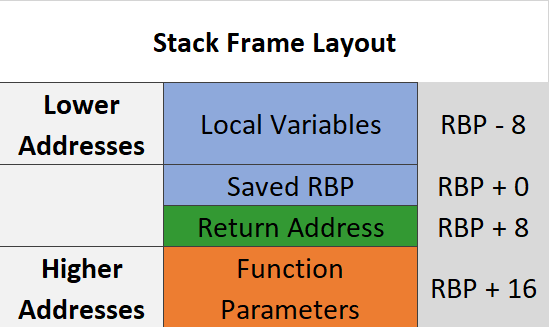 Stack Frame Layout
Lower
Addresses
Local Variables
RBP - 8
Saved RBP
RBP + 0
Return Address
RBP + 8
Higher
Addresses
Function
Parameters
RBP + 16